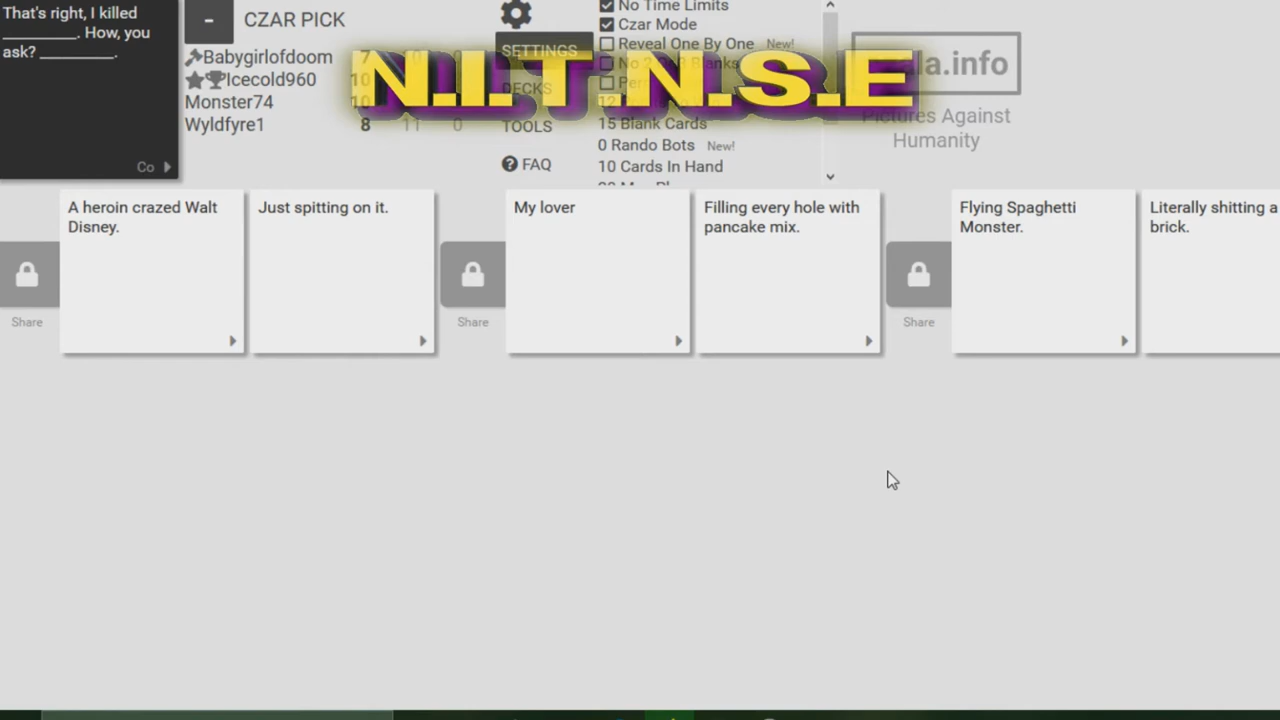 That's right, I killed
________. How, you
ask? ________.
Co
-
CZAR PICK
Babygirlofdoom 7
Icecold960 10
Monster74 10
Wyldfyre1 8 11 0
SETTINGS
DECKS
TOOLS
FAQ
No Time Limits
Czar Mode
Reveal One By One New!
15 Blank Cards
0 Rando Bots New!
10 Cards In Hand
N.I.T.N.S.E
Pictures Against
Humanity
Share
A heroin crazed Walt
Disney.
Just spitting on it.
Share
My lover
Filling every hole with
pancake mix.
Share
Flying Spaghetti
Monster.
Literally shitting a
brick.